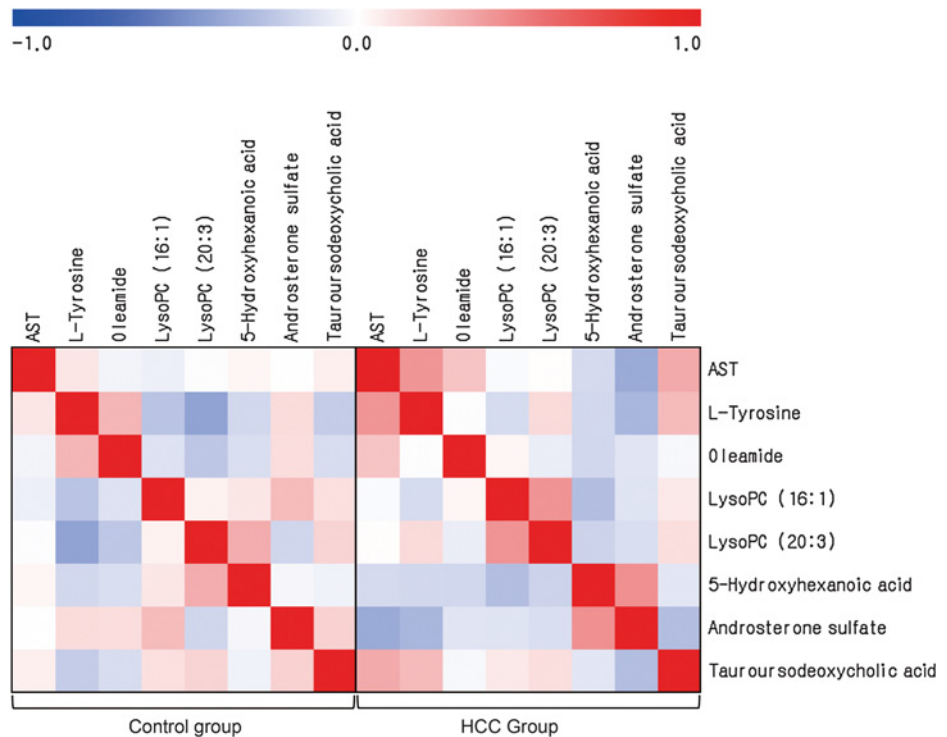 -1.0 0.0 1.0
AST
L-Tyrosine
Oleamide
LysoPC (16:1)
LysoPC (20:3)
5-Hydroxyhexanoic acid
Androsterone sulfate
Tauroursodeoxycholic acid
AST
L-Tyrosine
Oleamide
LysoPC (16:1)
LysoPC (20:3)
5-Hydroxyhexanoic acid
Androsterone sulfate
Tauroursodeoxycholic acid
AST
L-Tyrosine
Oleamide
LysoPC (16:1)
LysoPC (20:3)
5-Hydroxyhexanoic acid
Androsterone sulfate
Tauroursodeoxycholic acid
Control group
HCC Group